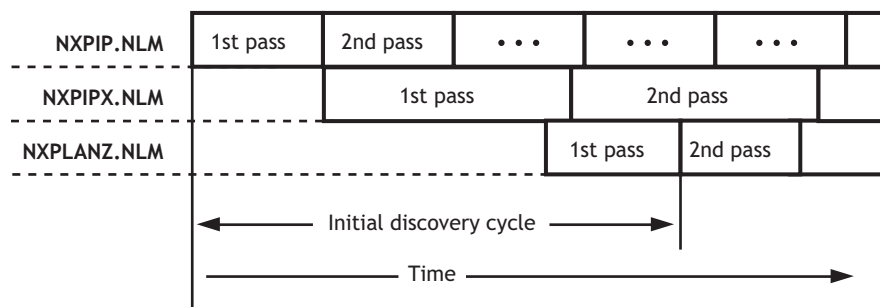 NXPIP.NLM 1st pass 2nd pass • • • • • • • • •
NXPIPX.NLM 1st pass 2nd pass
NXPLANZ.NLM 1st pass 2nd pass
Initial discovery cycle
Time